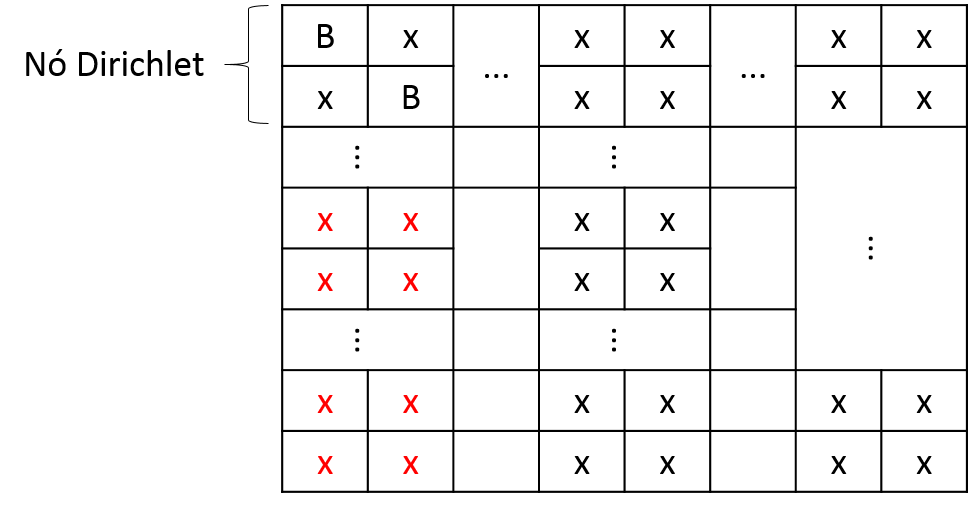 B x ... x x ... x x
Nó Dirichlet
x B x x x x
⋮ ⋮
x x x x
⋮
x x x x
⋮ ⋮
x x x x x x
x x x x x x